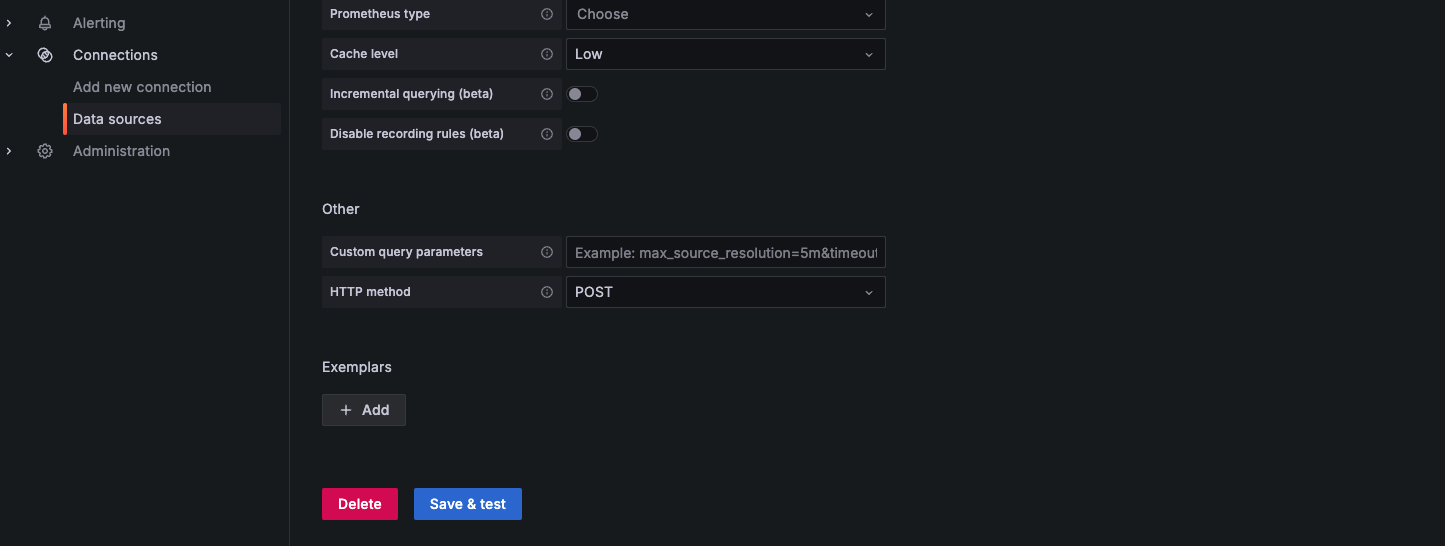 Alerting
Connections
Add new connection
Data sources
Administration
Prometheus type
Choose
Cache level
Low
Incremental querying (beta)
Disable recording rules (beta)
Other
Custom query parameters
Example: max_source_resolution=5m&timeout
HTTP method
POST
Exemplars
+ Add
Delete
Save & test